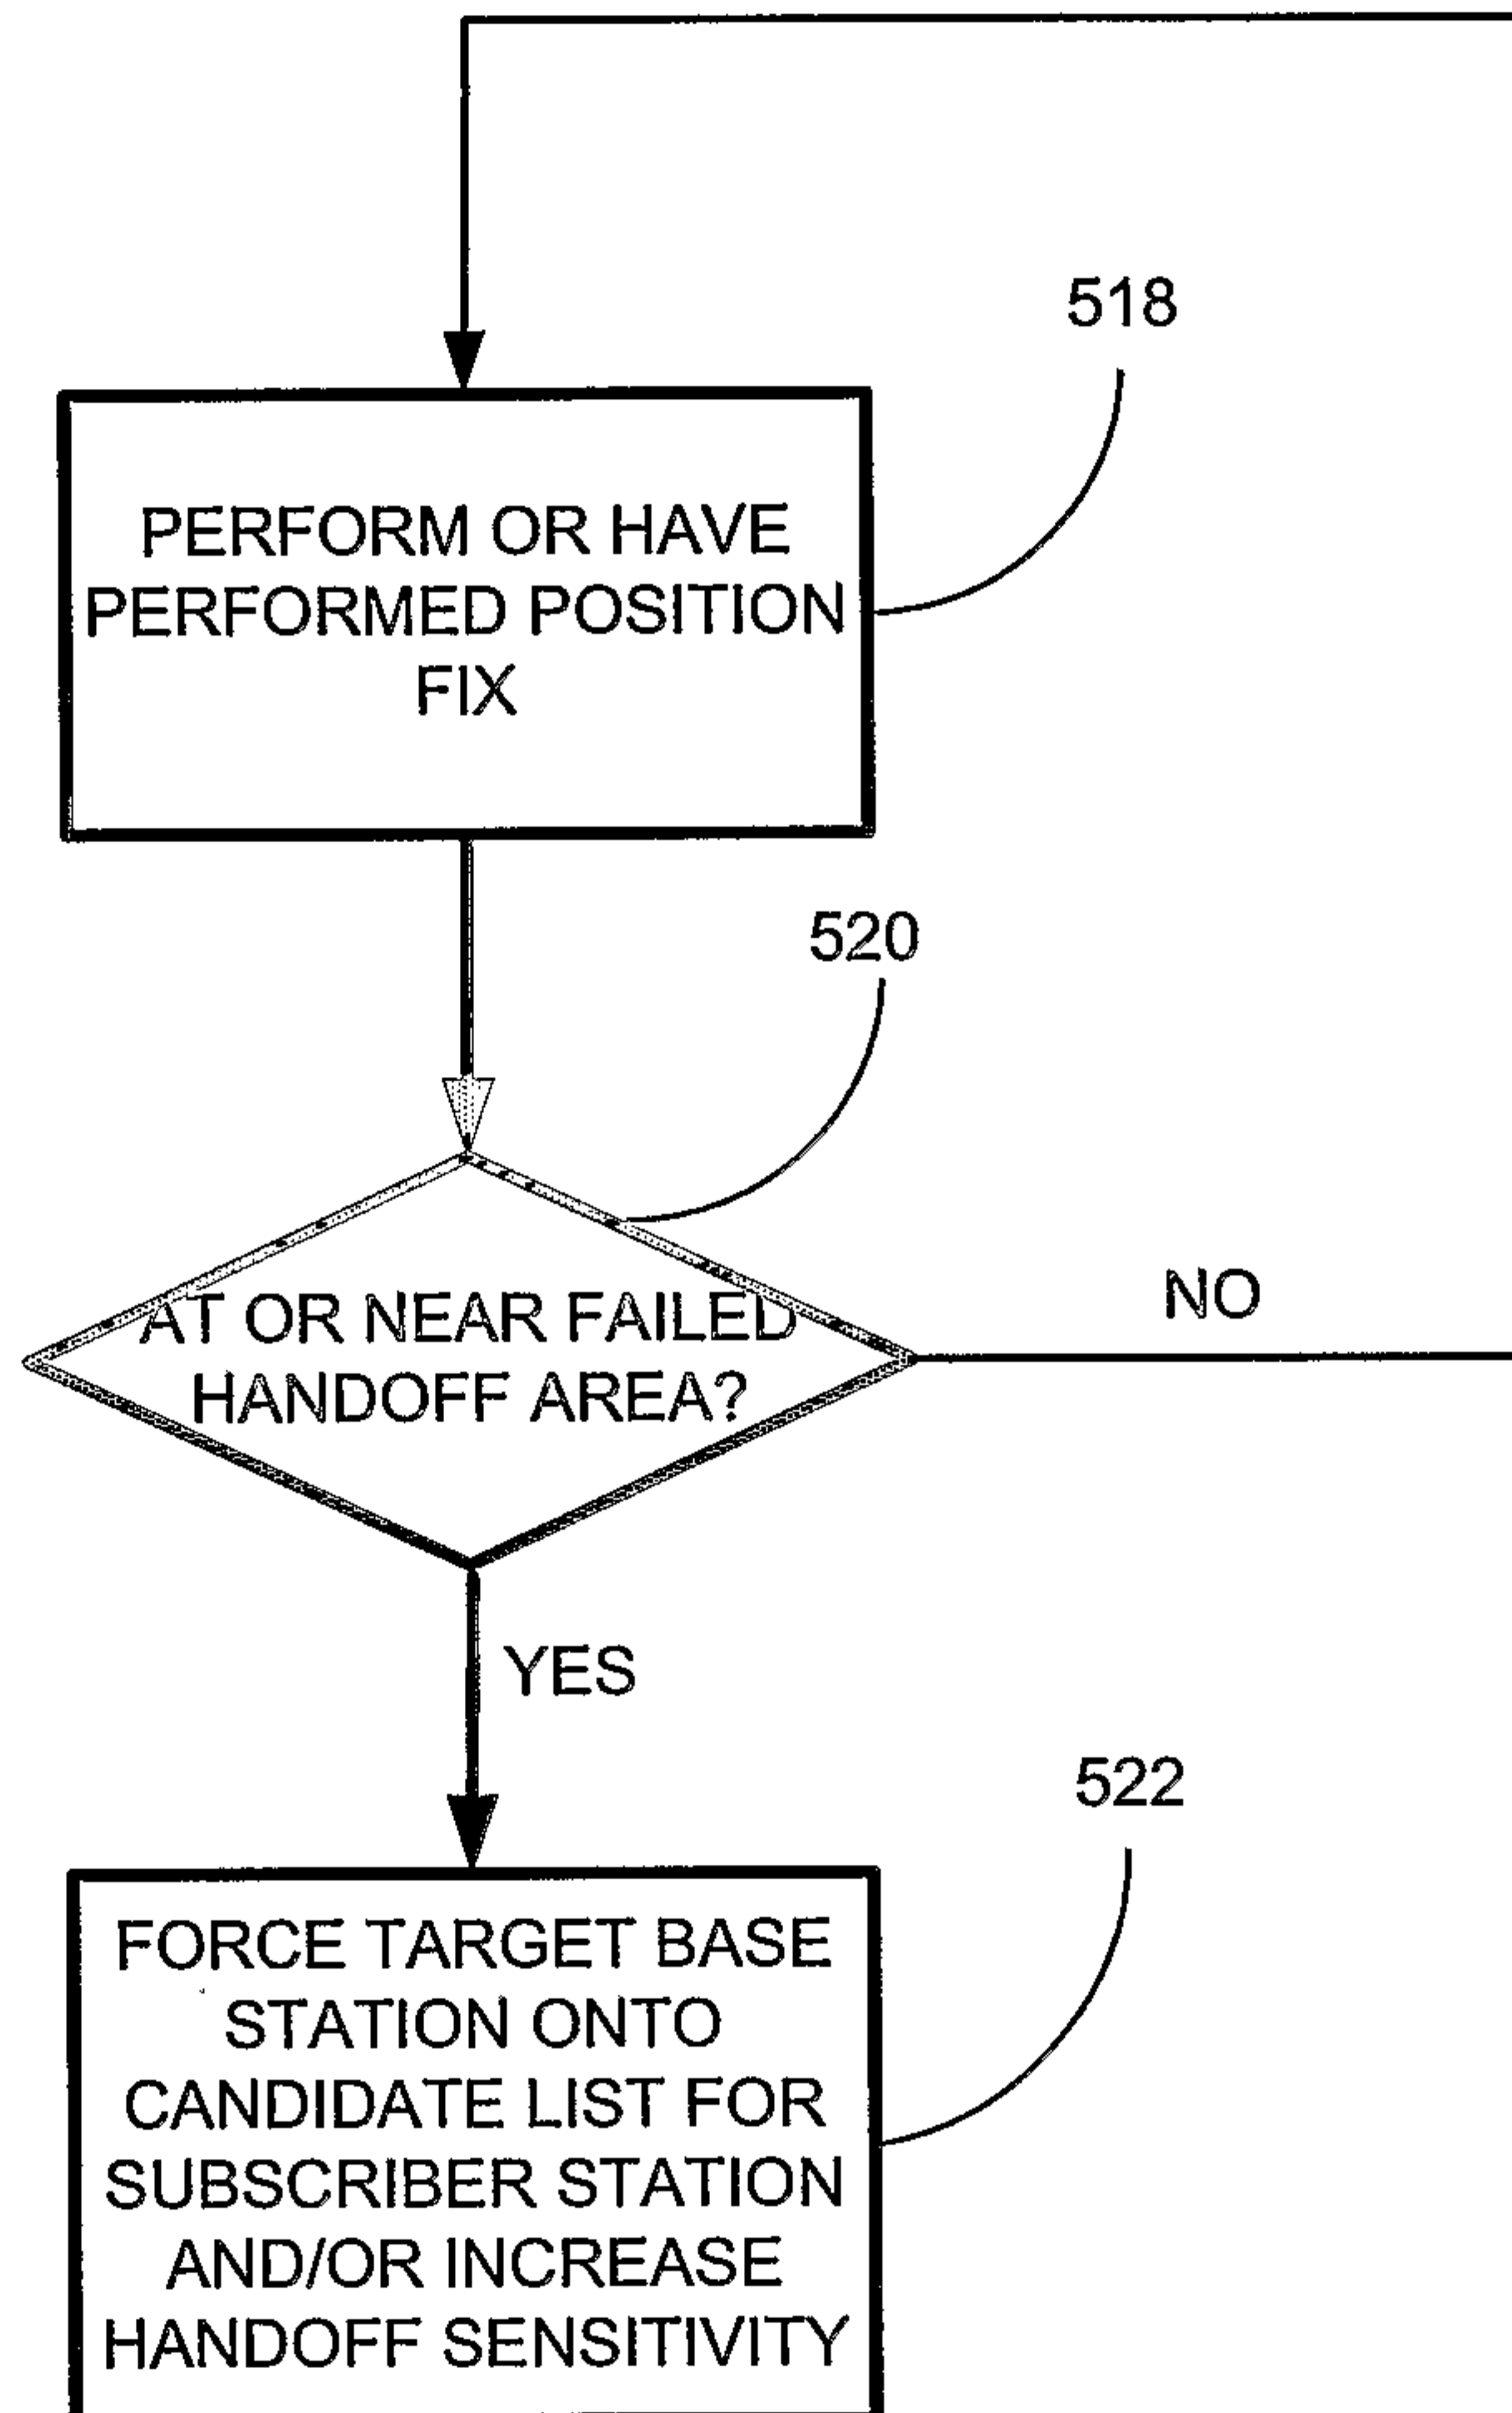 518
PERFORM OR HAVE
PERFORMED POSITION
FIX
520
AT OR NEAR FAILED
HANDOFF AREA?
NO
YES
522
FORCE TARGET BASE
STATION ONTO
CANDIDATE LIST FOR
SUBSCRIBER STATION
AND/OR INCREASE
HANDOFF SENSITIVITY